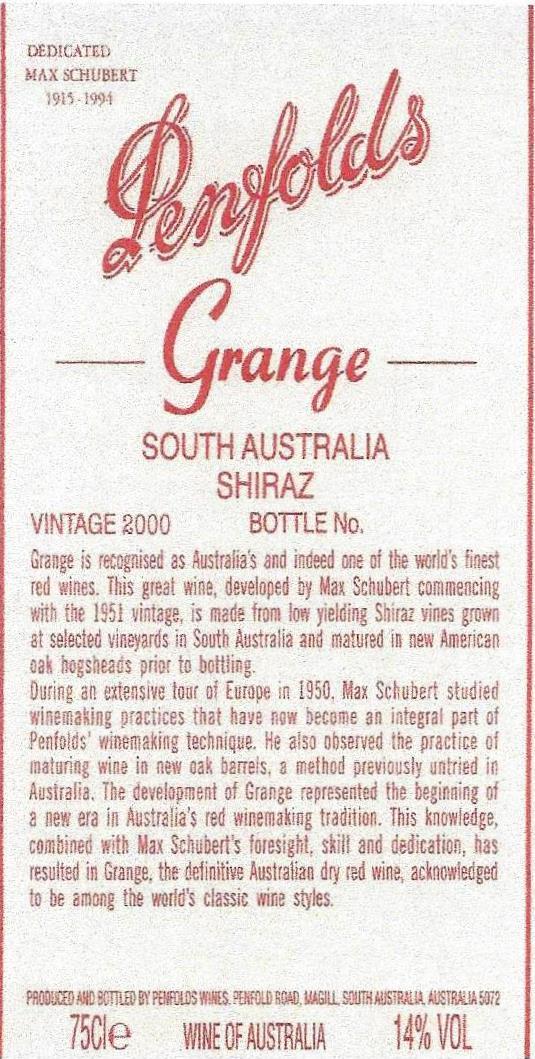 DEDICATED
MAX SCHUBERT
1915-1994
Penfolds
Grange
SOUTH AUSTRALIA
SHIRAZ
VINTAGE 2000 BOTTLE No.
Grange is recognised as Australia's and indeed one of the world's finest
red wines. This great wine, developed by Max Schubert commencing
with the 1951 vintage, is made from low yielding Shiraz vines grown
at selected vineyards in South Australia and matured in new American
oak hogsheads prior to bottling.
During an extensive tour of Europe in 1950, Max Schubert studied
winemaking practices that have now become an integral part of
Penfolds' winemaking technique. He also observed the practice of
maturing wine in new oak barrels, a method previously untried in
Australia. The development of Grange represented the beginning of
a new era in Australia's red winemaking tradition. This knowledge,
combined with Max Schubert's foresight, skill and dedication, has
resulted in Grange, the definitive Australian dry red wine, acknowledged
to be among the world's classic wine styles.
PRODUCED AND BOTTLED BY PENFOLDS WINES, PENFOLD ROAD, MAGILL, SOUTH AUSTRALIA, AUSTRALIA 5072
75Cl e WINE OF AUSTRALIA 14% VOL